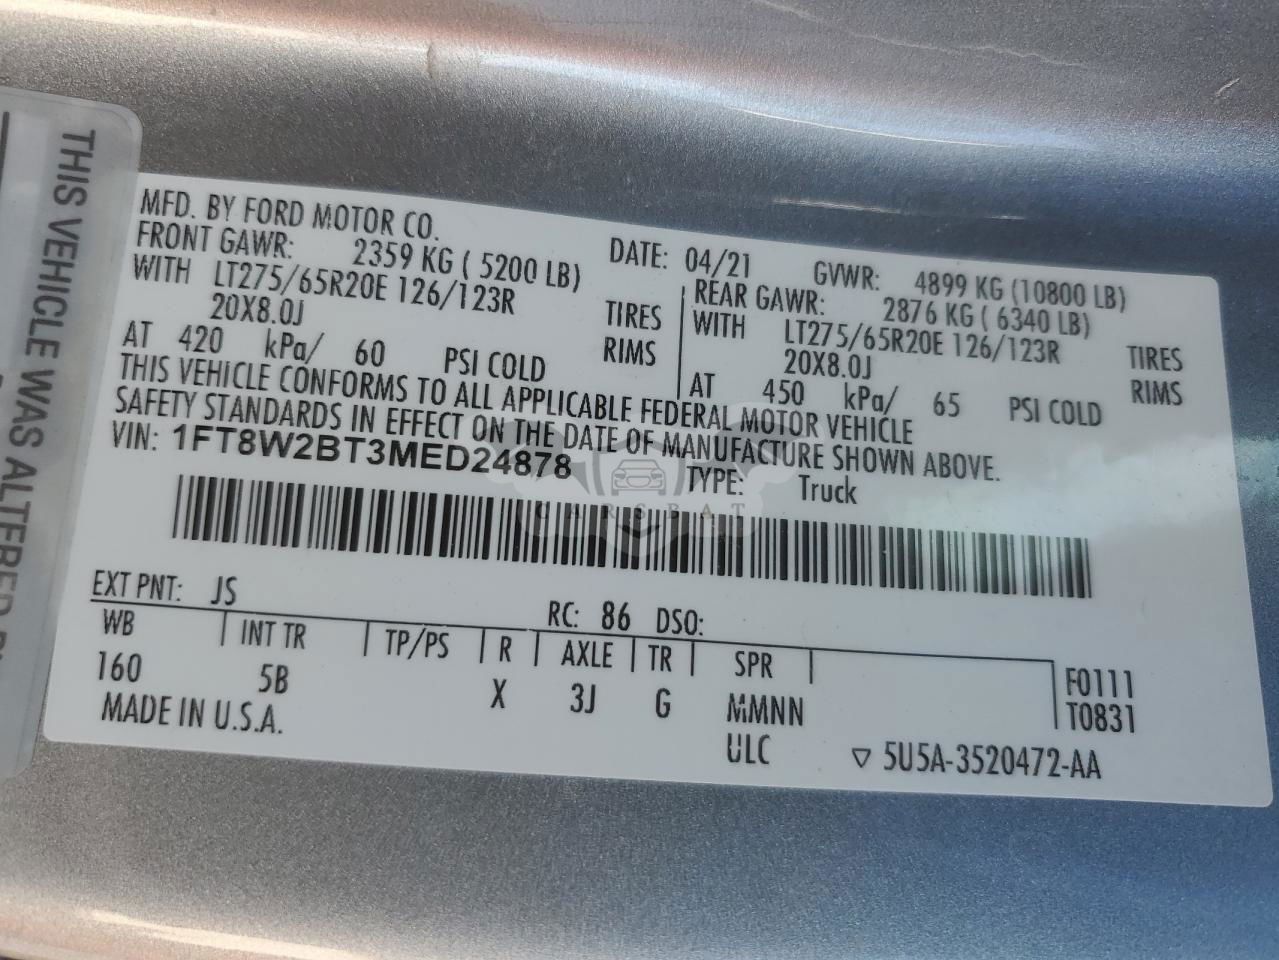 THIS VEHICLE WAS ALTERED
MFD. BY FORD MOTOR CO. DATE: 04/21 GVWR: 4899 KG (10800 LB)
FRONT GAWR: 2359 KG ( 5200 LB) REAR GAWR: 2876 KG ( 6340 LB)
WITH LT275/65R20E 126/123R TIRES WITH LT275/65R20E 126/123R TIRES
20X8.0J RIMS 20X8.0J RIMS
AT 420 kPa/ 60 PSI COLD AT 450 kPa/ 65 PSI COLD
THIS VEHICLE CONFORMS TO ALL APPLICABLE FEDERAL MOTOR VEHICLE
SAFETY STANDARDS IN EFFECT ON THE DATE OF MANUFACTURE SHOWN ABOVE.
VIN: 1FT8W2BT3MED24878 TYPE: Truck
CARSBAT
EXT PNT: JS RC: 86 DSO:
WB INT TR TP/PS R AXLE TR SPR F0111
160 5B X 3J G MMNN T0831
MADE IN U.S.A. ULC ▽ 5U5A-3520472-AA